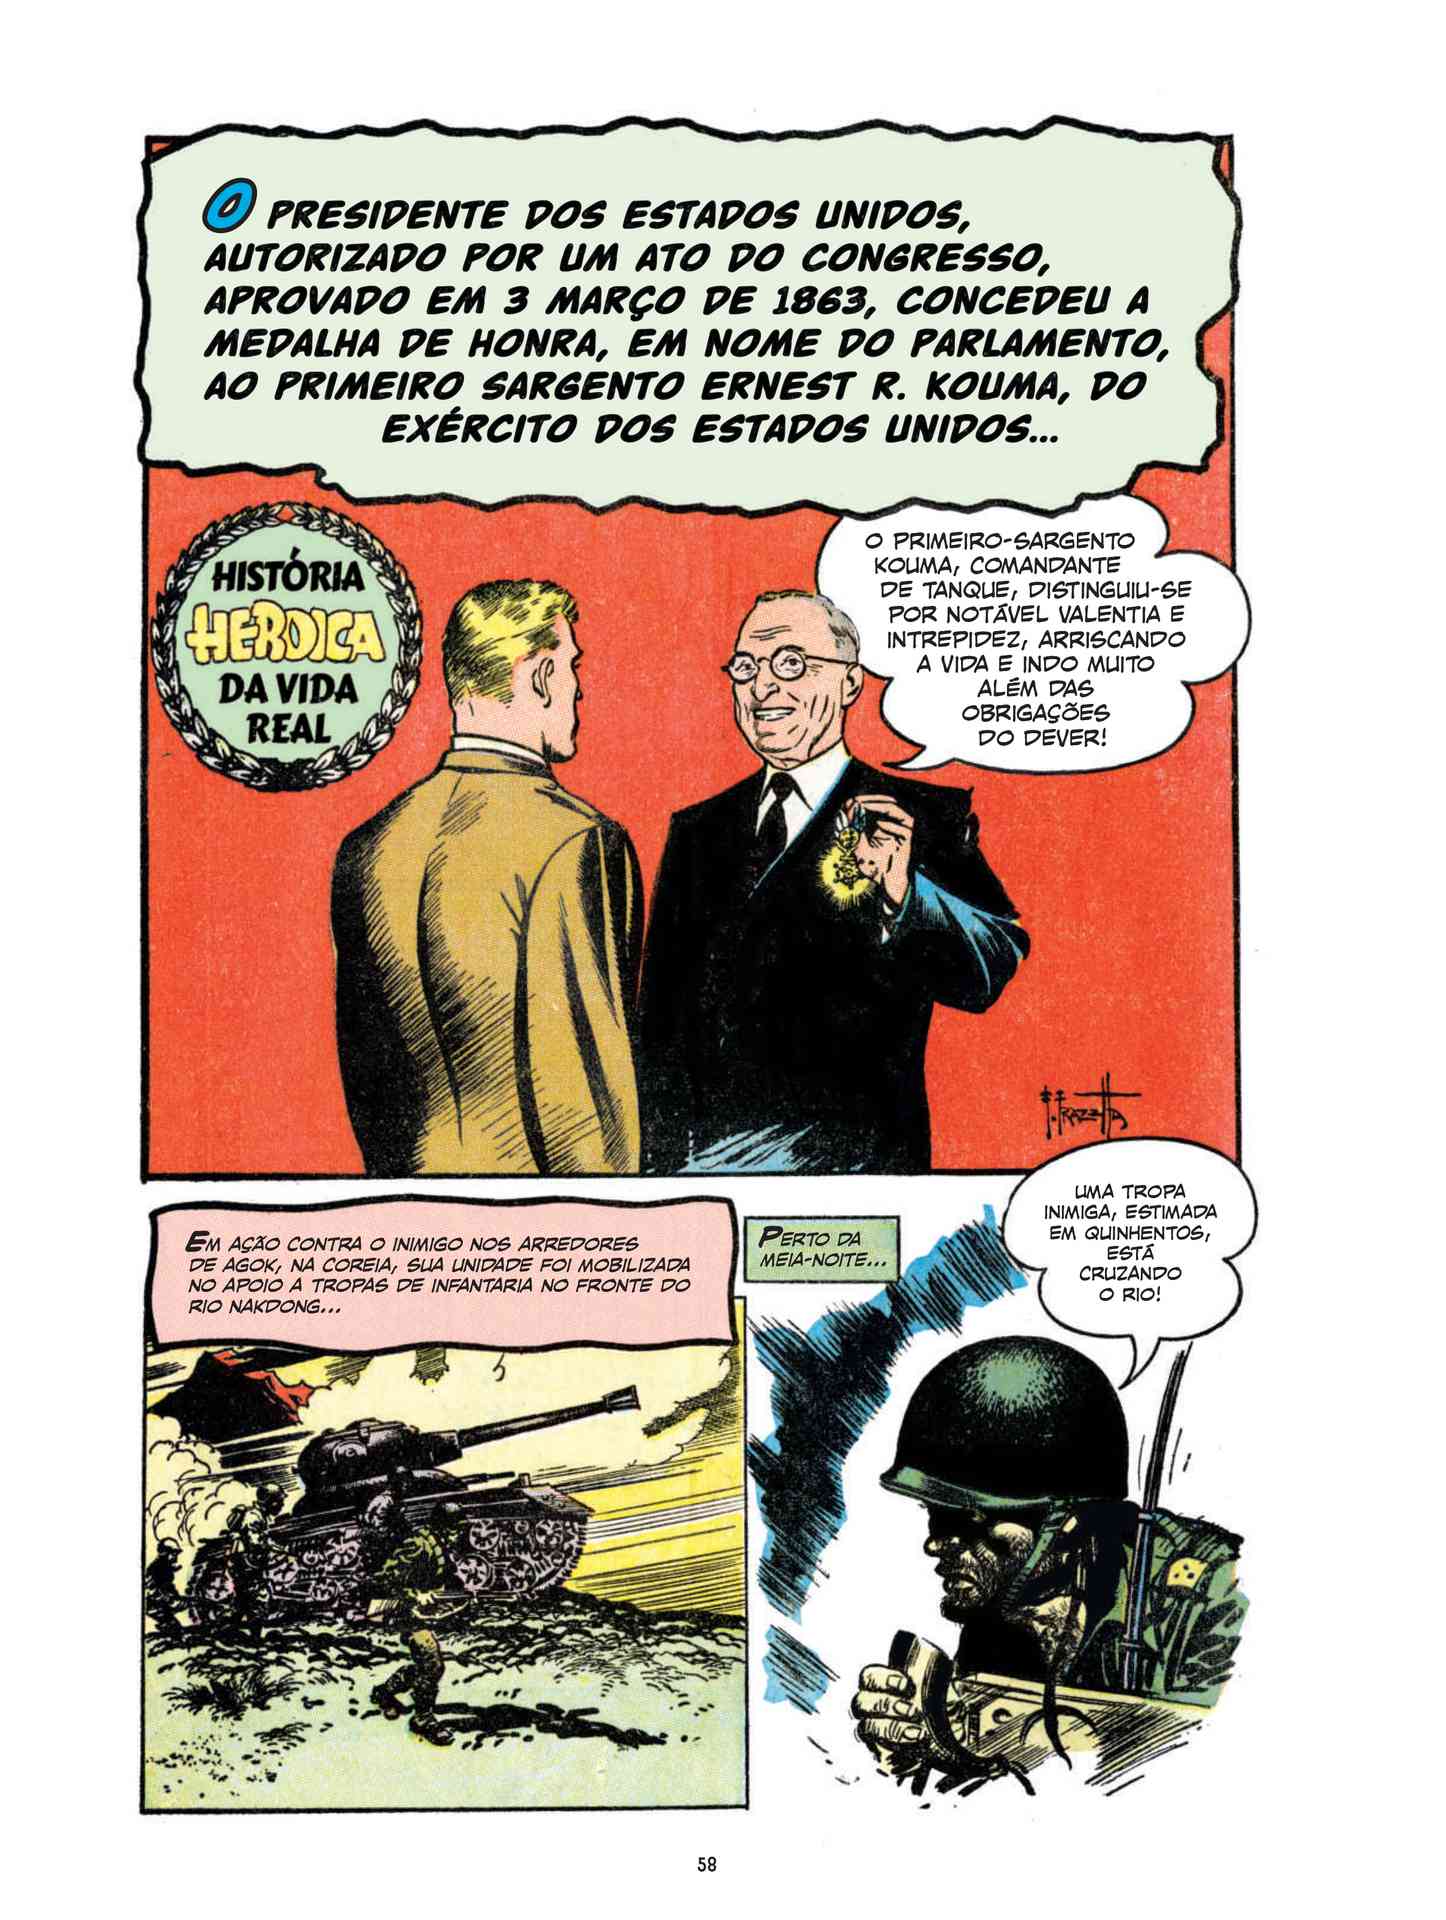 O PRESIDENTE DOS ESTADOS UNIDOS,
AUTORIZADO POR UM ATO DO CONGRESSO,
APROVADO EM 3 MARÇO DE 1863, CONCEDEU A
MEDALHA DE HONRA, EM NOME DO PARLAMENTO,
AO PRIMEIRO SARGENTO ERNEST R. KOUMA, DO
EXÉRCITO DOS ESTADOS UNIDOS...
HISTÓRIA
HEROICA
DA VIDA
REAL
O PRIMEIRO-SARGENTO
KOUMA, COMANDANTE
DE TANQUE, DISTINGUIU-SE
POR NOTÁVEL VALENTIA E
INTREPIDEZ, ARRISCANDO
A VIDA E INDO MUITO
ALÉM DAS
OBRIGAÇÕES
DO DEVER!
F. FRAZETTA
EM AÇÃO CONTRA O INIMIGO NOS ARREDORES
DE AGOK, NA COREIA, SUA UNIDADE FOI MOBILIZADA
NO APOIO A TROPAS DE INFANTARIA NO FRONTE DO
RIO NAKDONG...
PERTO DA
MEIA-NOITE...
UMA TROPA
INIMIGA, ESTIMADA
EM QUINHENTOS,
ESTÁ
CRUZANDO
O RIO!
58